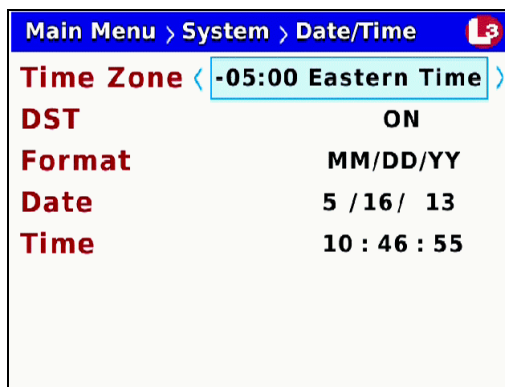 Main Menu > System > Date/Time L3
Time Zone < -05:00 Eastern Time >
DST ON
Format MM/DD/YY
Date 5 /16/ 13
Time 10 : 46 : 55